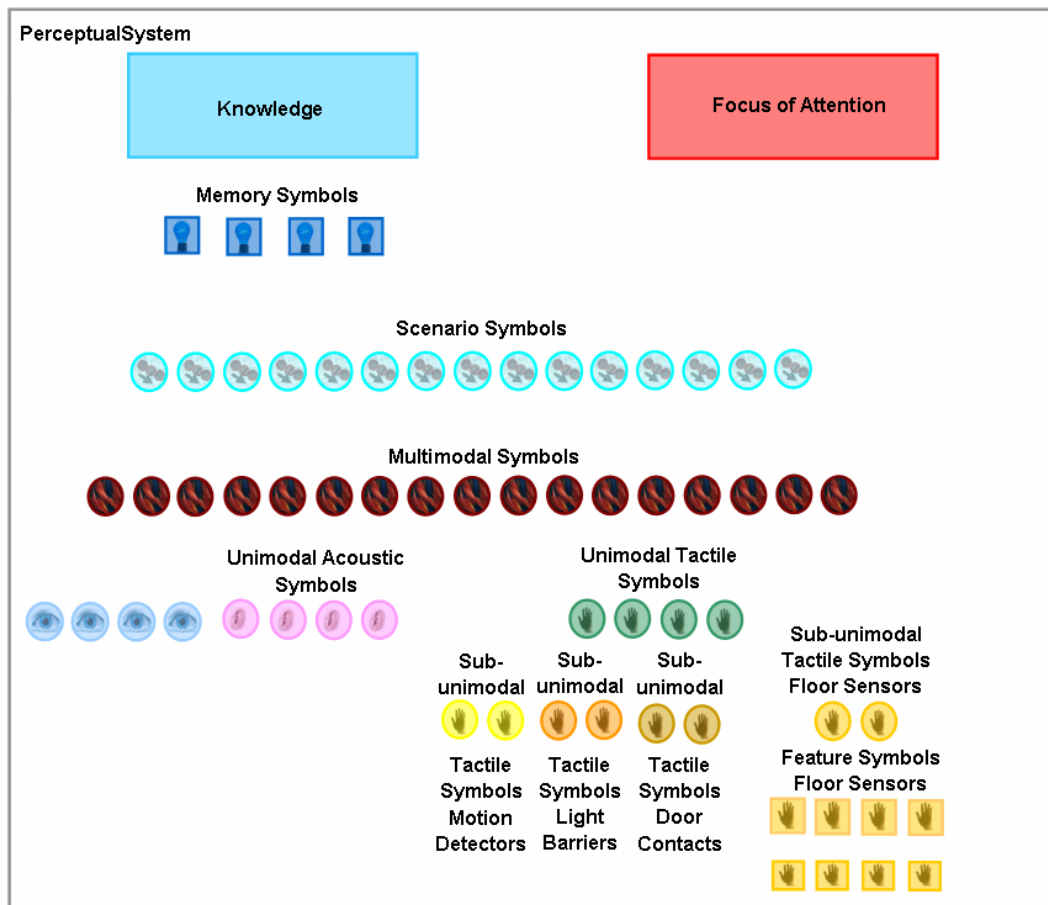 PerceptualSystem
Knowledge
Focus of Attention
Memory Symbols
Scenario Symbols
Multimodal Symbols
Unimodal Acoustic
Symbols
Unimodal Tactile
Symbols
Sub-
unimodal
Tactile
Symbols
Motion
Detectors
Sub-
unimodal
Tactile
Symbols
Light
Barriers
Sub-
unimodal
Tactile
Symbols
Door
Contacts
Sub-unimodal
Tactile Symbols
Floor Sensors
Feature Symbols
Floor Sensors